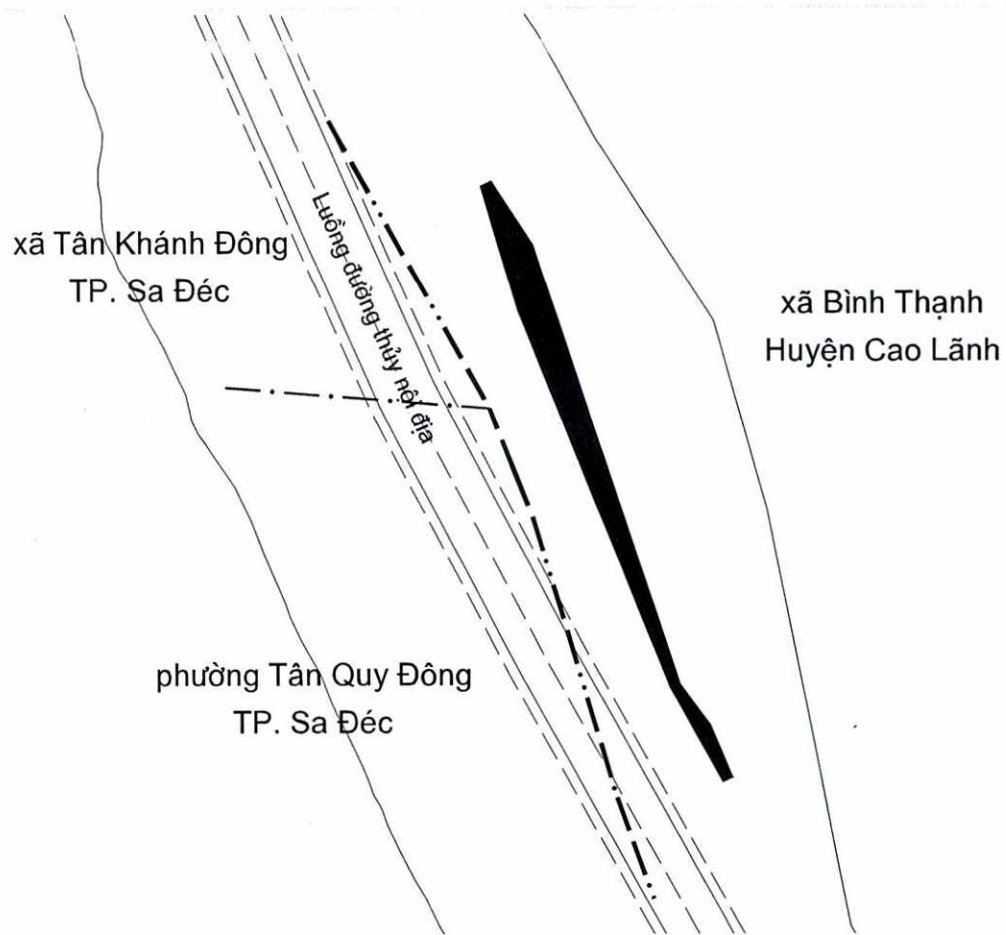 xã Tân Khánh Đông
TP. Sa Đéc
Luồng đường thủy nội địa
xã Bình Thạnh
Huyện Cao Lãnh
phường Tân Quy Đông
TP. Sa Đéc